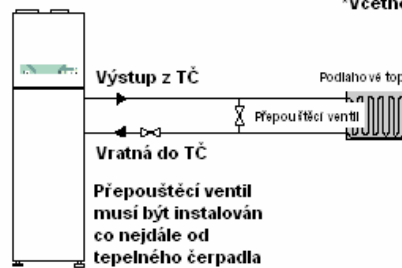 *Včetně
Výstup z TČ
Podlahové top
Přepouštěcí ventil
Vratná do TČ
Přepouštěcí ventil
musí být instalován
co nejdále od
tepelného čerpadla